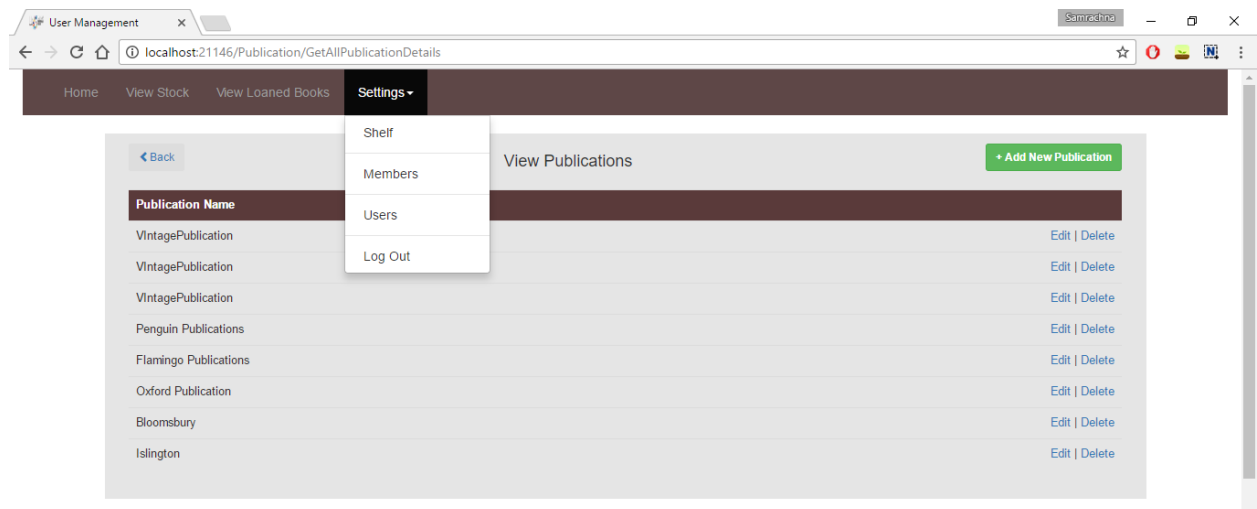 User Management
Samrachna
localhost:21146/Publication/GetAllPublicationDetails
Home View Stock View Loaned Books Settings
Shelf
Members
Users
Log Out
Back
View Publications
+ Add New Publication
Publication Name
VIntagePublication Edit | Delete
VIntagePublication Edit | Delete
VIntagePublication Edit | Delete
Penguin Publications Edit | Delete
Flamingo Publications Edit | Delete
Oxford Publication Edit | Delete
Bloomsbury Edit | Delete
Islington Edit | Delete